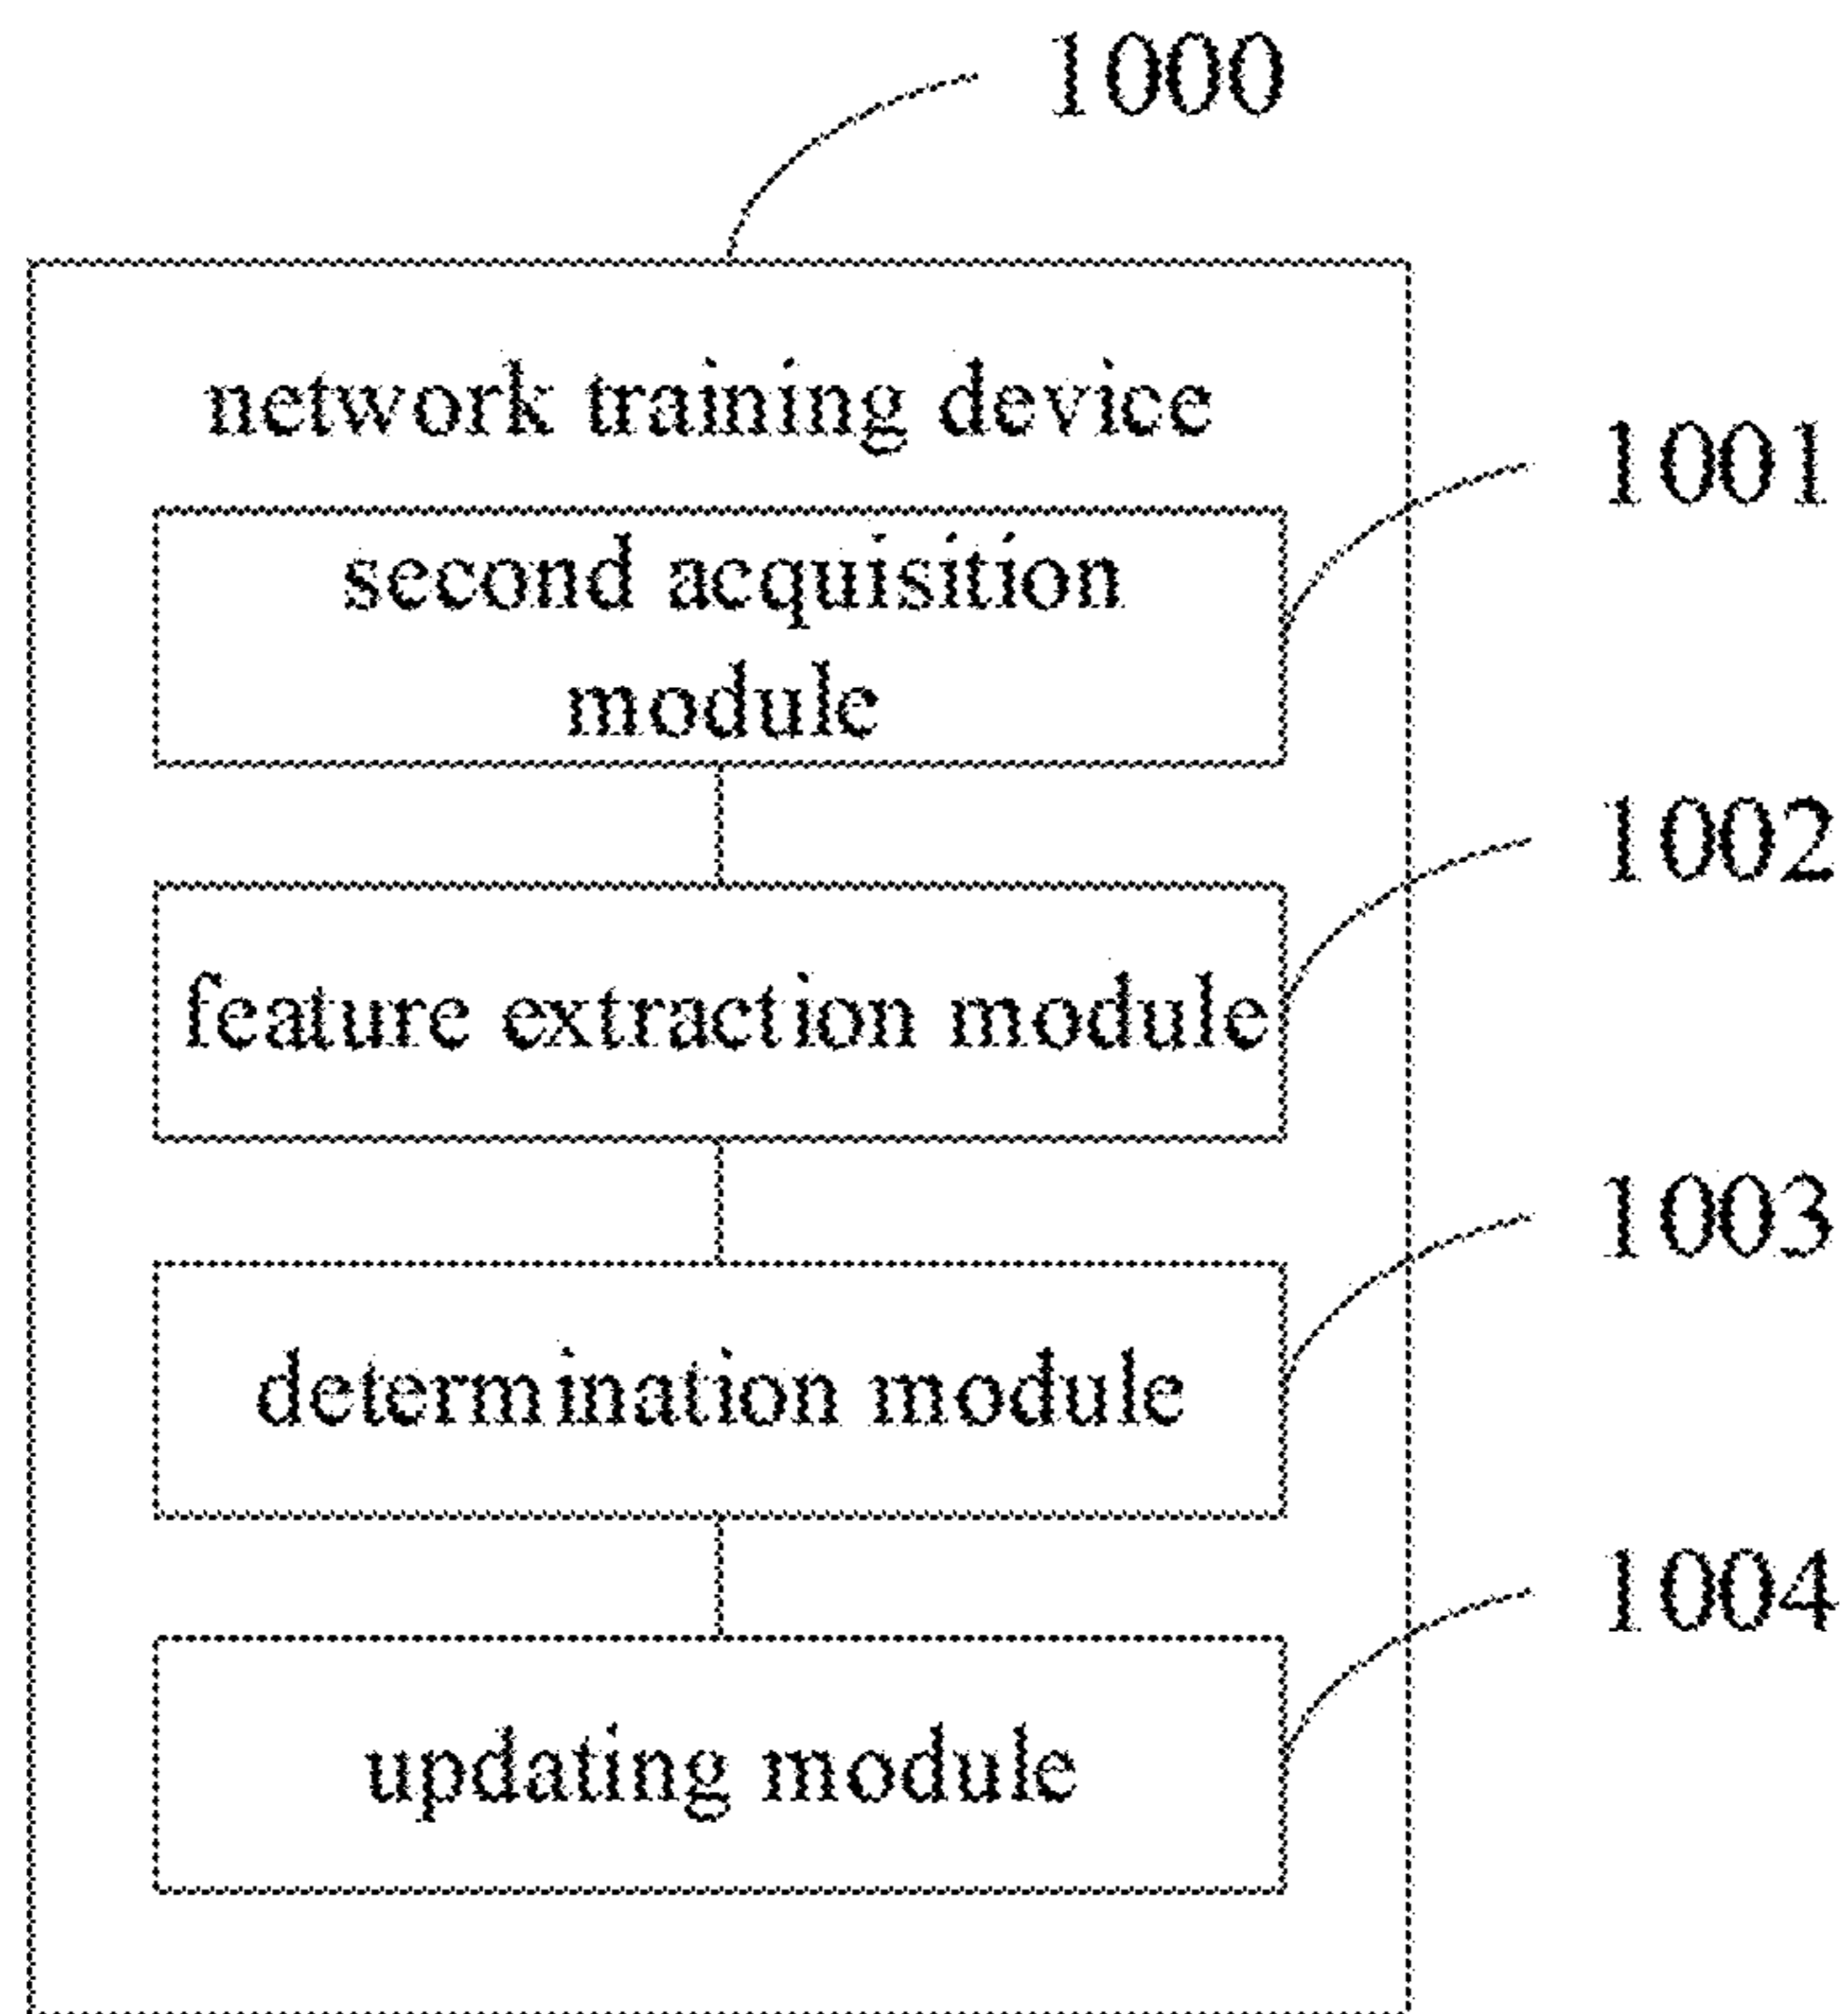 1000
network training device
1001
second acquisition
module
1002
feature extraction module
1003
determination module
1004
updating module